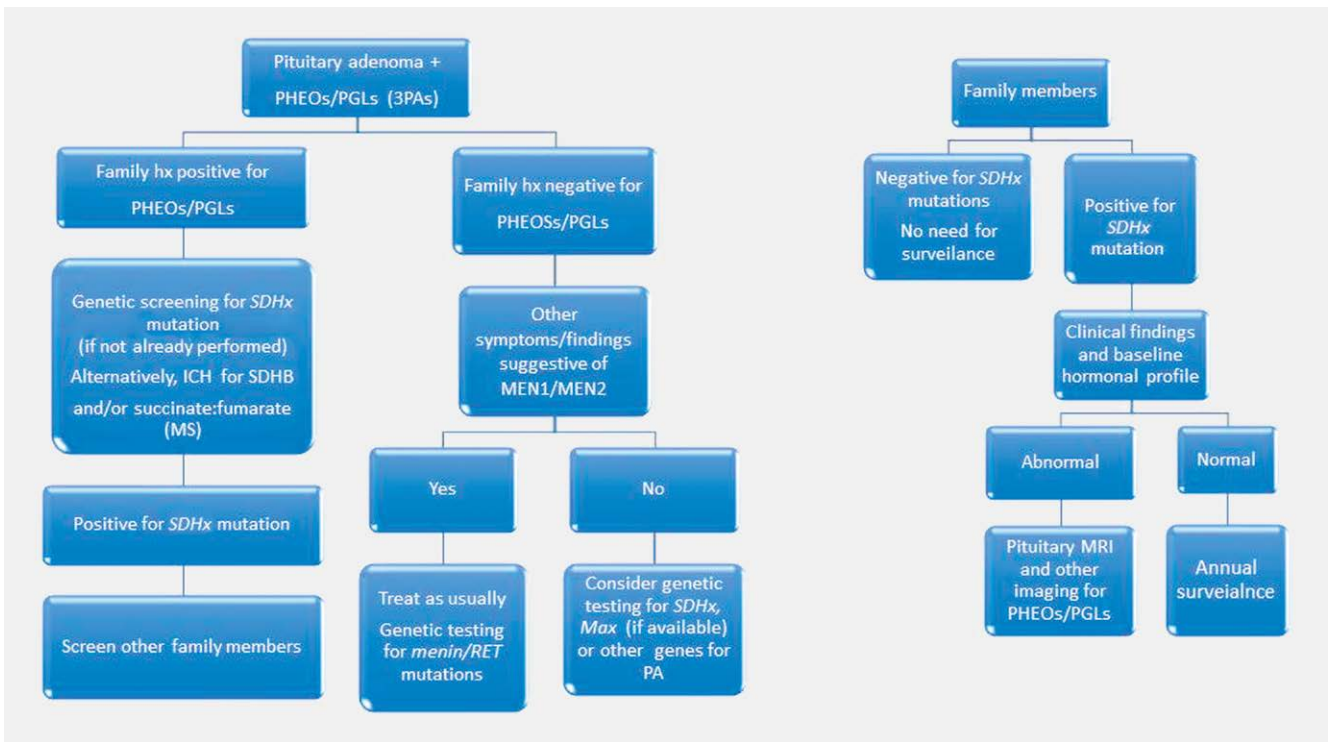 Pituitary adenoma +
PHEOs/PGLs (3PAs)
Family hx positive for
PHEOs/PGLs
Family hx negative for
PHEOSs/PGLs
Genetic screening for SDHx
mutation
(if not already performed)
Alternatively, ICH for SDHB
and/or succinate:fumarate
(MS)
Other
symptoms/findings
suggestive of
MEN1/MEN2
Positive for SDHx mutation
Yes
No
Screen other family members
Treat as usually
Genetic testing
for menin/RET
mutations
Consider genetic
testing for SDHx,
Max (if available)
or other genes for
PA
Family members
Negative for SDHx
mutations
No need for
surveilance
Positive for
SDHx
mutation
Clinical findings
and baseline
hormonal profile
Abnormal
Normal
Pituitary MRI
and other
imaging for
PHEOs/PGLs
Annual
surveialnce